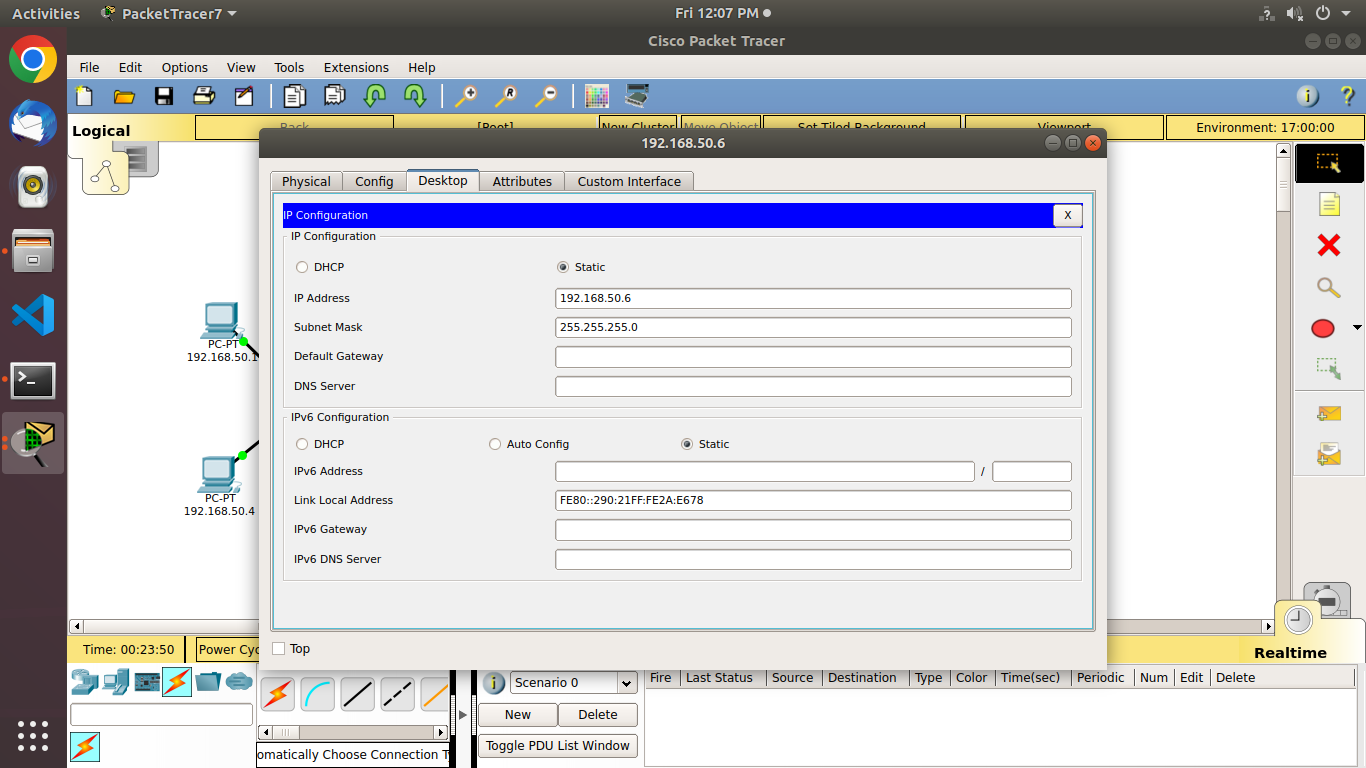 Activities PacketTracer7 Fri 12:07 PM
Cisco Packet Tracer
File Edit Options View Tools Extensions Help
Logical Back [Root] New Cluster Move Object Set Tiled Background Viewport Environment: 17:00:00
192.168.50.6
Physical Config Desktop Attributes Custom Interface
IP Configuration X
IP Configuration
DHCP Static
IP Address 192.168.50.6
Subnet Mask 255.255.255.0
Default Gateway
DNS Server
IPv6 Configuration
DHCP Auto Config Static
IPv6 Address /
Link Local Address FE80::290:21FF:FE2A:E678
IPv6 Gateway
IPv6 DNS Server
Top
PC-PT
192.168.50.1
PC-PT
192.168.50.4
Time: 00:23:50 Power Cyc
Realtime
Scenario 0
New Delete
Toggle PDU List Window
Fire Last Status Source Destination Type Color Time(sec) Periodic Num Edit Delete
omatically Choose Connection T